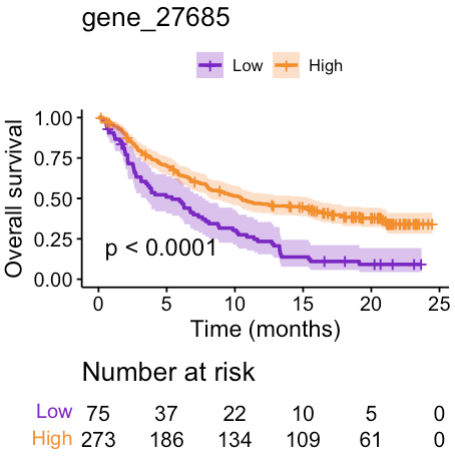 gene_27685
Low High
Overall survival
1.00
0.75
0.50
0.25
0.00
p < 0.0001
0 5 10 15 20 25
Time (months)
Number at risk
Low 75 37 22 10 5 0
High 273 186 134 109 61 0